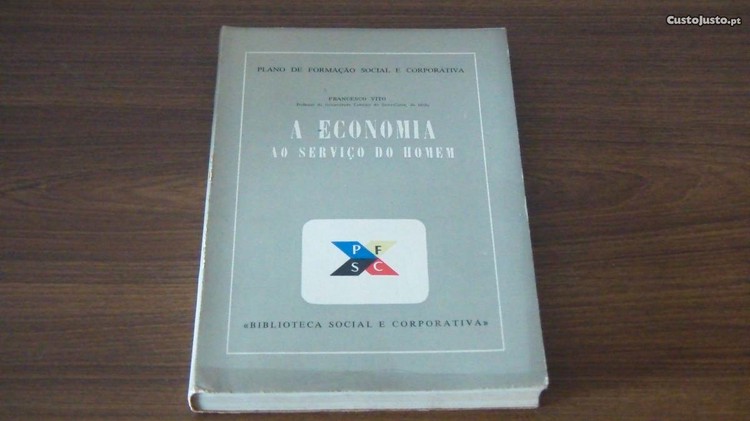 CustoJusto.pt
PLANO DE FORMAÇÃO SOCIAL E CORPORATIVA
FRANCESCO VITO
A ECONOMIA
AO SERVIÇO DO HOMEM
P F
S C
«BIBLIOTECA SOCIAL E CORPORATIVA»